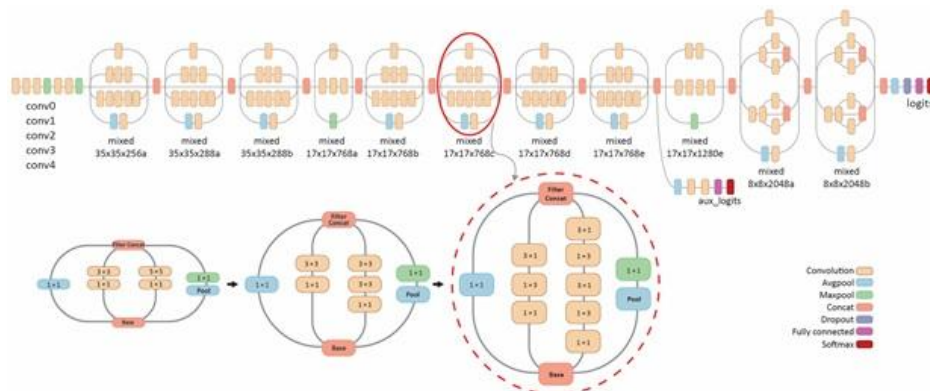 conv0
conv1
conv2
conv3
conv4
mixed
35x35x256a
mixed
35x35x288a
mixed
35x35x288b
mixed
17x17x768a
mixed
17x17x768b
mixed
17x17x768c
mixed
17x17x768d
mixed
17x17x768e
mixed
17x17x1280e
mixed
8x8x2048a
mixed
8x8x2048b
logits
aux_logits
Filter Concat
1 × 1
3 × 3
1 × 1
5 × 5
1 × 1
1 × 1
Pool
Base
Filter
Concat
1 × 1
3 × 3
1 × 1
3 × 3
3 × 3
1 × 1
1 × 1
Pool
Base
Filter
Concat
1 × 1
3 × 1
1 × 3
1 × 1
3 × 1
1 × 3
3 × 1
1 × 3
1 × 1
1 × 1
Pool
Base
Convolution
Avgpool
Maxpool
Concat
Dropout
Fully connected
Softmax